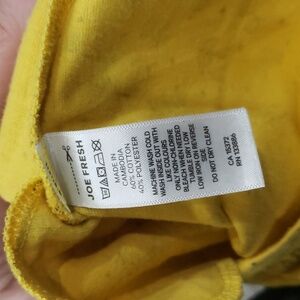 JOE FRESH
MADE IN
CAMBODIA
60% COTTON
40% POLYESTER
MACHINE WASH COLD
WASH INSIDE OUT WITH
LIKE COLOURS
ONLY NON-CHLORINE
BLEACH WHEN NEEDED
TUMBLE DRY LOW
LOW IRON ON REVERSE
SIDE
DO NOT DRY CLEAN
CA 15372
RN 133886